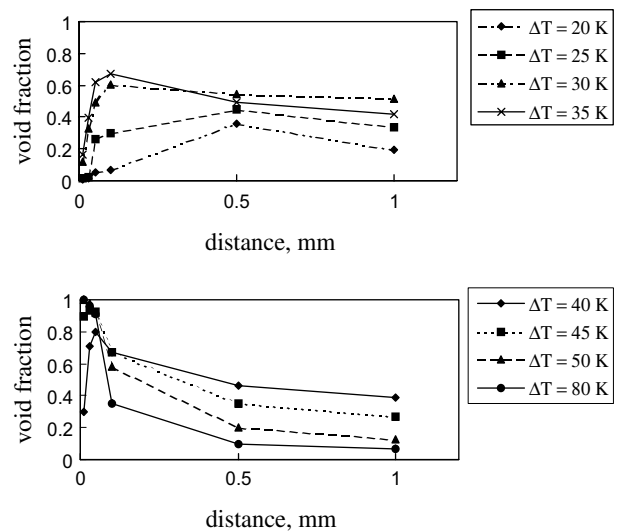 1
0.8
0.6
0.4
0.2
0
void fraction
0 0.5 1
distance, mm
ΔT = 20 K
ΔT = 25 K
ΔT = 30 K
ΔT = 35 K
1
0.8
0.6
0.4
0.2
0
void fraction
0 0.5 1
distance, mm
ΔT = 40 K
ΔT = 45 K
ΔT = 50 K
ΔT = 80 K